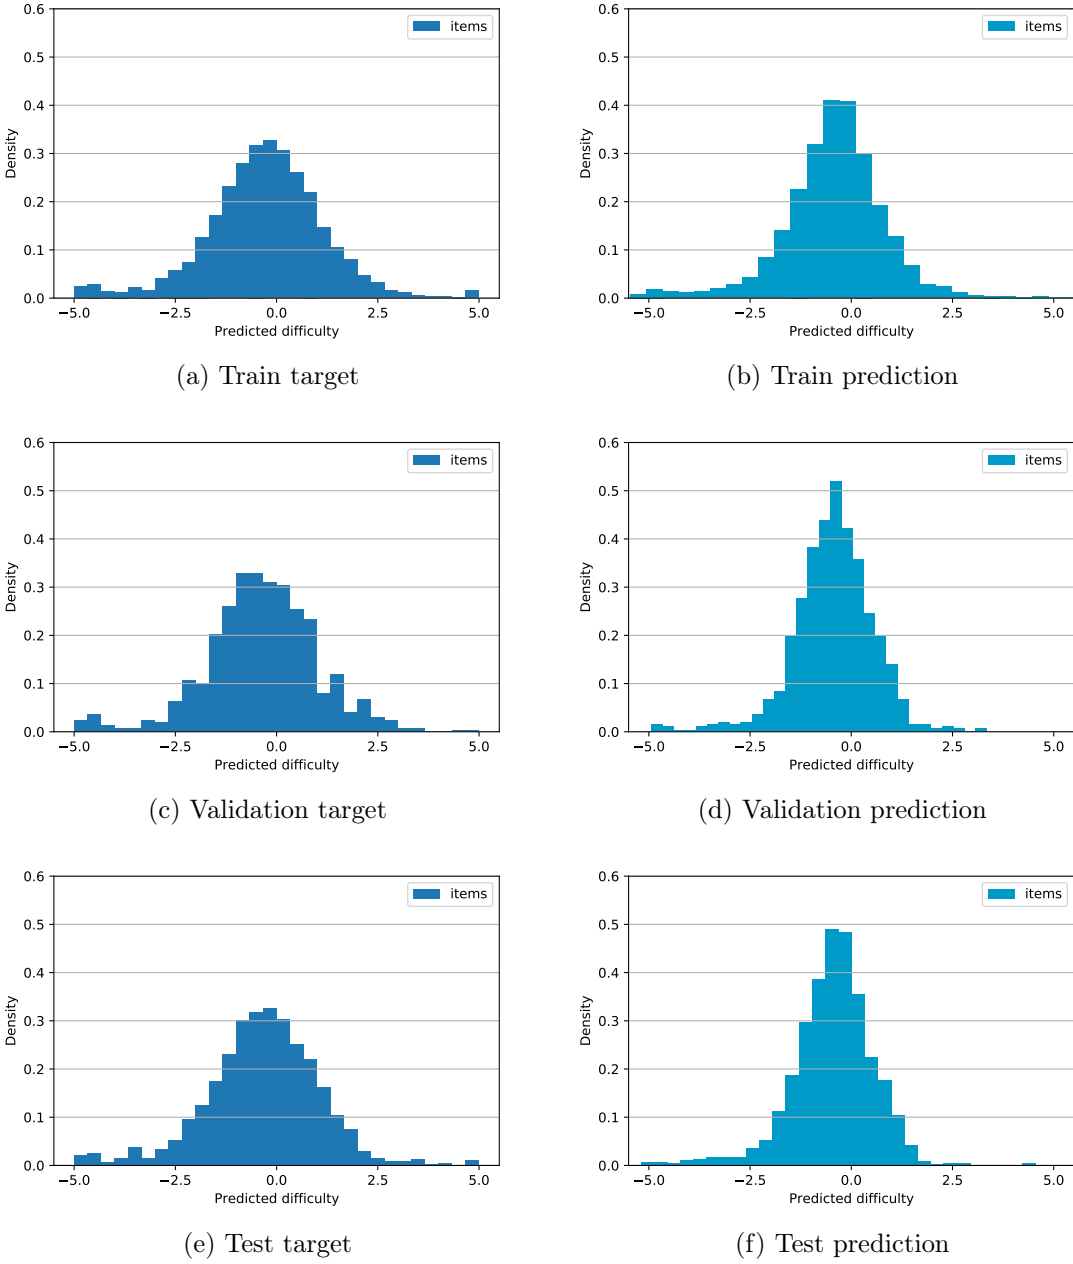 0.6
0.5
0.4
0.3
0.2
0.1
0.0
Density
items
−5.0 −2.5 0.0 2.5 5.0
Predicted difficulty
(a) Train target
0.6
0.5
0.4
0.3
0.2
0.1
0.0
Density
items
−5.0 −2.5 0.0 2.5 5.0
Predicted difficulty
(b) Train prediction
0.6
0.5
0.4
0.3
0.2
0.1
0.0
Density
items
−5.0 −2.5 0.0 2.5 5.0
Predicted difficulty
(c) Validation target
0.6
0.5
0.4
0.3
0.2
0.1
0.0
Density
items
−5.0 −2.5 0.0 2.5 5.0
Predicted difficulty
(d) Validation prediction
0.6
0.5
0.4
0.3
0.2
0.1
0.0
Density
items
−5.0 −2.5 0.0 2.5 5.0
Predicted difficulty
(e) Test target
0.6
0.5
0.4
0.3
0.2
0.1
0.0
Density
items
−5.0 −2.5 0.0 2.5 5.0
Predicted difficulty
(f) Test prediction